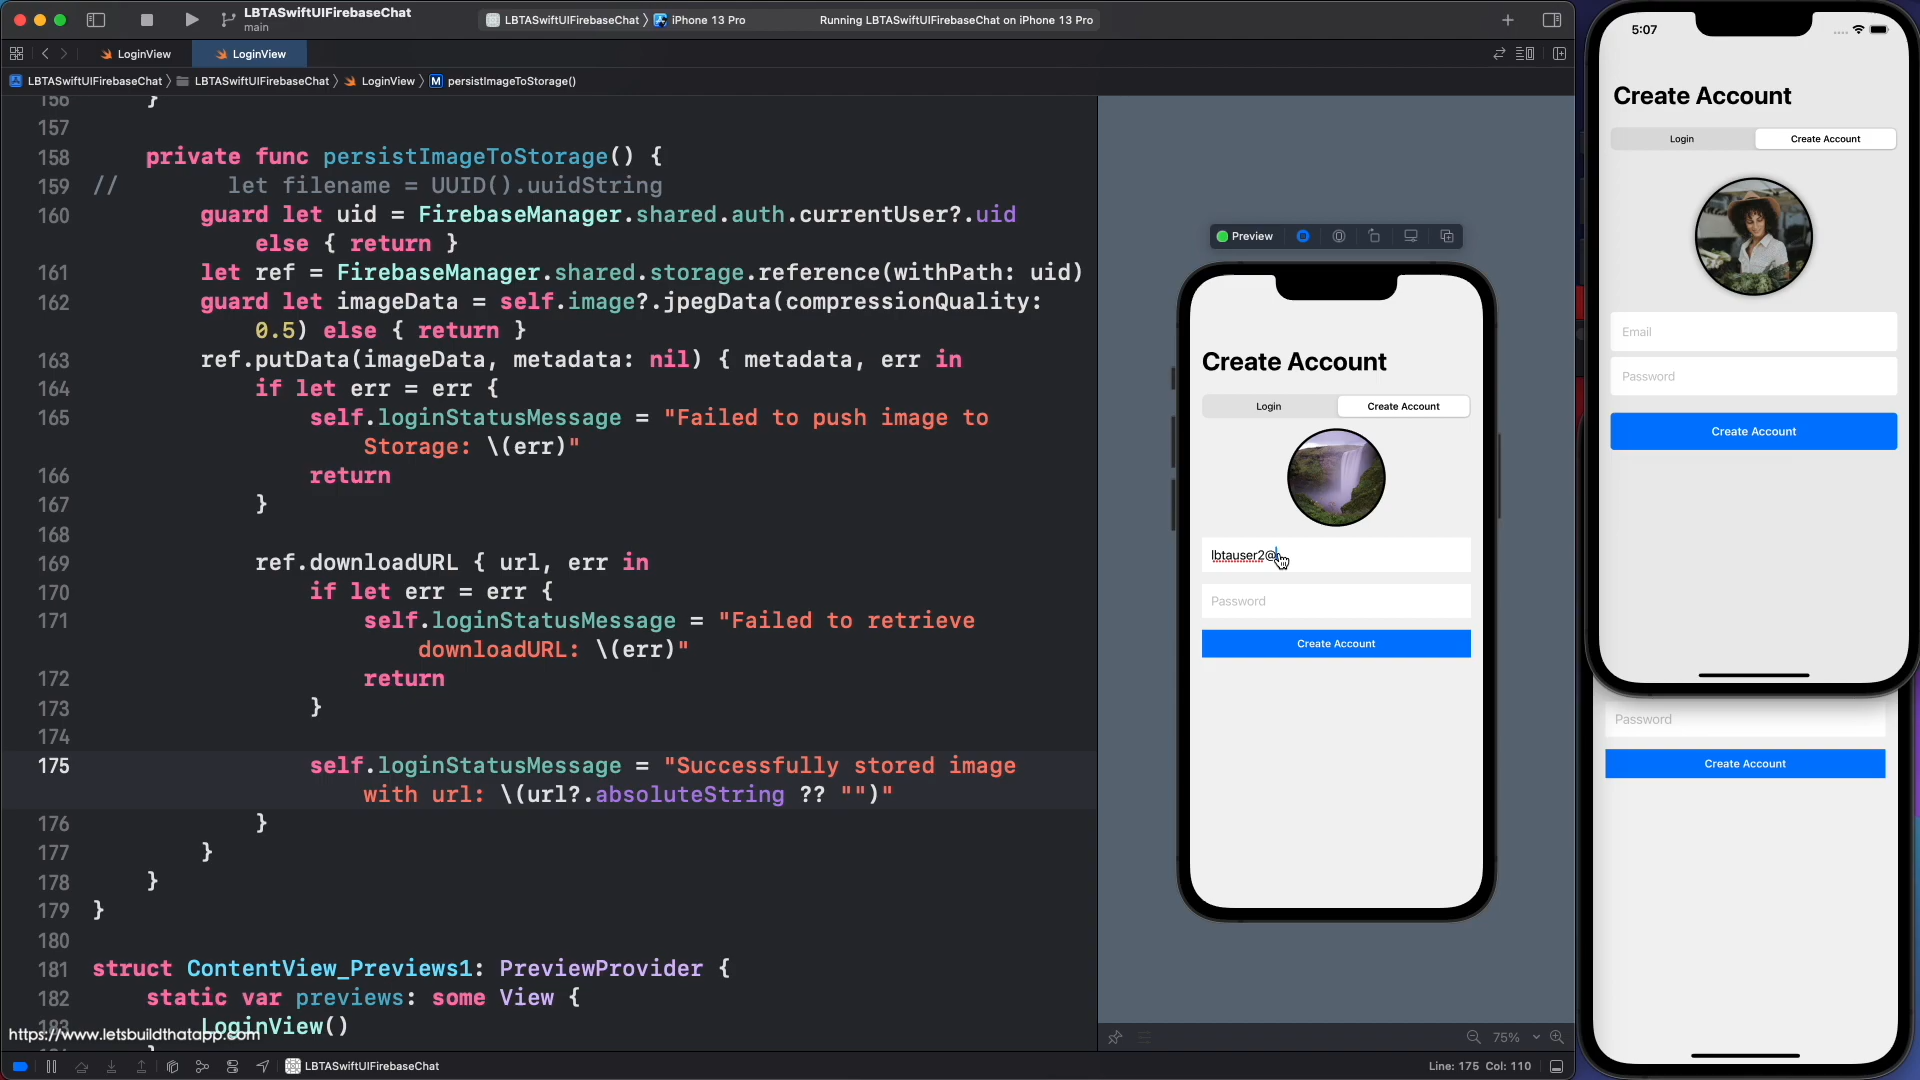 LBTASwiftUIFirebaseChat
main
LBTASwiftUIFirebaseChat
iPhone 13 Pro
Running LBTASwiftUIFirebaseChat on iPhone 13 Pro
LoginView
LoginView
LBTASwiftUIFirebaseChat
LBTASwiftUIFirebaseChat
LoginView
M
persistImageToStorage()
156 }
157
158 private func persistImageToStorage() {
159 // let filename = UUID().uuidString
160 guard let uid = FirebaseManager.shared.auth.currentUser?.uid
else { return }
161 let ref = FirebaseManager.shared.storage.reference(withPath: uid)
162 guard let imageData = self.image?.jpegData(compressionQuality:
0.5) else { return }
163 ref.putData(imageData, metadata: nil) { metadata, err in
164 if let err = err {
165 self.loginStatusMessage = "Failed to push image to
Storage: \(err)"
166 return
167 }
168
169 ref.downloadURL { url, err in
170 if let err = err {
171 self.loginStatusMessage = "Failed to retrieve
downloadURL: \(err)"
172 return
173 }
174
175 self.loginStatusMessage = "Successfully stored image
with url: \(url?.absoluteString ?? "")"
176 }
177 }
178 }
179 }
180
181 struct ContentView_Previews1: PreviewProvider {
182 static var previews: some View {
183 LoginView()
https://www.letsbuildthatapp.com
LBTASwiftUIFirebaseChat
Line: 175 Col: 110
Preview
Create Account
Login
Create Account
lbtauser2@
Password
Create Account
75%
5:07
Create Account
Login
Create Account
Email
Password
Create Account
Password
Create Account